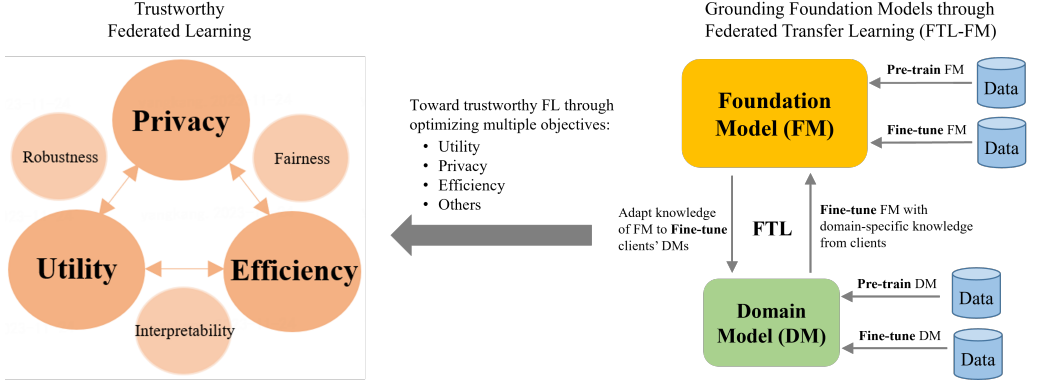 Trustworthy
Federated Learning
Privacy
Robustness
Fairness
Utility
Efficiency
Interpretability
Toward trustworthy FL through
optimizing multiple objectives:
• Utility
• Privacy
• Efficiency
• Others
Grounding Foundation Models through
Federated Transfer Learning (FTL-FM)
Foundation
Model (FM)
Pre-train FM
Data
Fine-tune FM
Data
Adapt knowledge
of FM to Fine-tune
clients' DMs
FTL
Fine-tune FM with
domain-specific knowledge
from clients
Domain
Model (DM)
Pre-train DM
Data
Fine-tune DM
Data